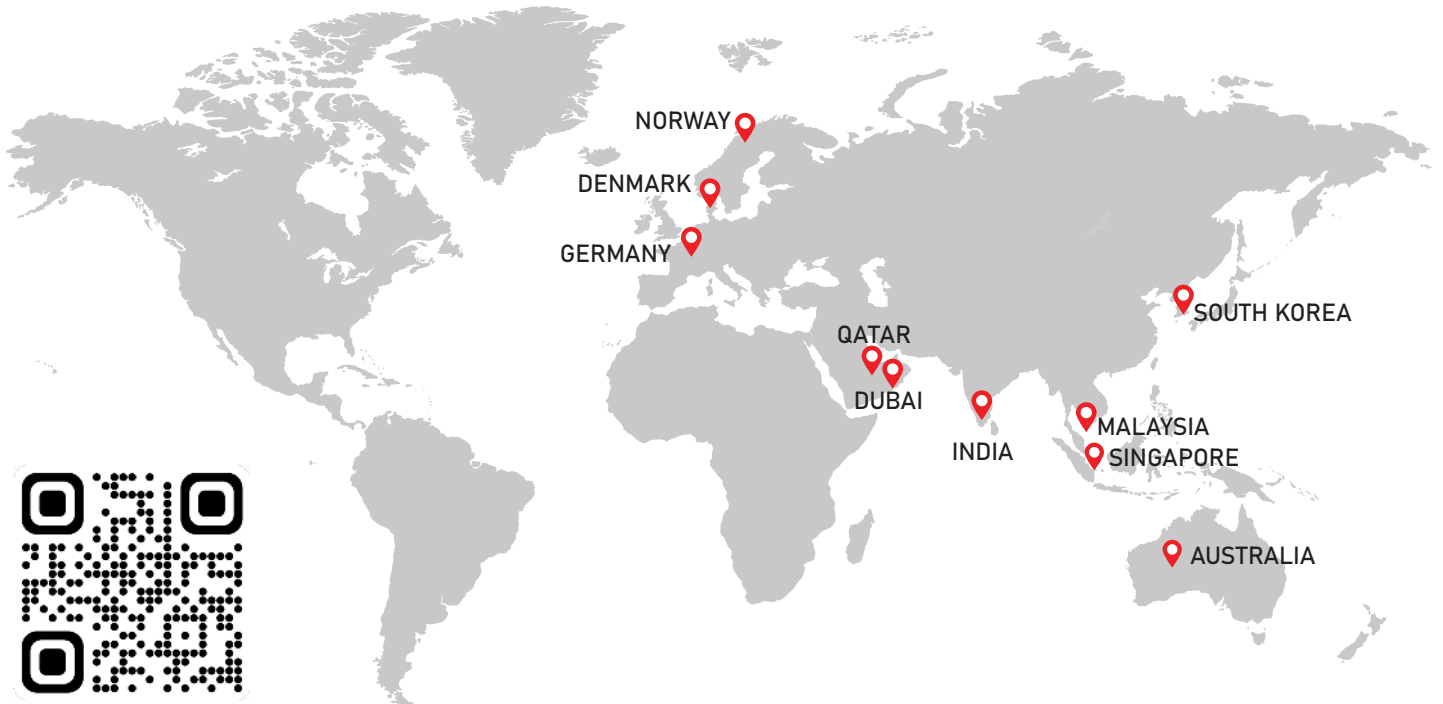 NORWAY
DENMARK
GERMANY
SOUTH KOREA
QATAR
DUBAI
INDIA
MALAYSIA
SINGAPORE
AUSTRALIA